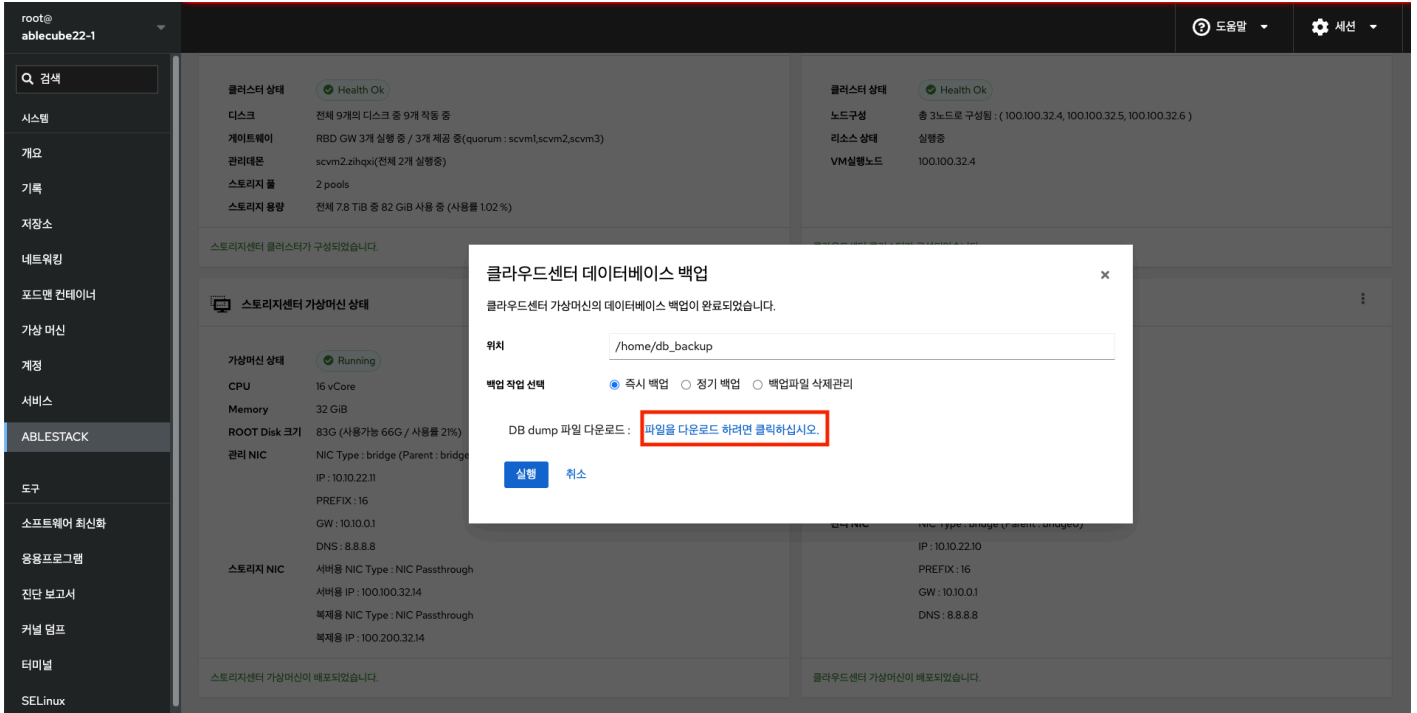 root@
ablecube22-1
도움말
세션
검색
시스템
개요
기록
저장소
네트워킹
포드맨 컨테이너
가상 머신
계정
서비스
ABLESTACK
도구
소프트웨어 최신화
응용프로그램
진단 보고서
커널 덤프
터미널
SELinux
클러스터 상태 Health Ok
디스크 전체 9개의 디스크 중 9개 작동 중
게이트웨이 RBD GW 3개 실행 중 / 3개 제공 중(quorum : scvm1,scvm2,scvm3)
관리데몬 scvm2.zihqxi(전체 2개 실행중)
스토리지 풀 2 pools
스토리지 용량 전체 7.8 TiB 중 82 GiB 사용 중 (사용률 1.02 %)
스토리지센터 클러스터가 구성되었습니다.
클러스터 상태 Health Ok
노드구성 총 3노드로 구성됨 : ( 100.100.32.4, 100.100.32.5, 100.100.32.6 )
리소스 상태 실행중
VM실행노드 100.100.32.4
클라우드센터 데이터베이스 백업
클라우드센터 가상머신의 데이터베이스 백업이 완료되었습니다.
위치 /home/db_backup
백업 작업 선택 즉시 백업 정기 백업 백업파일 삭제관리
DB dump 파일 다운로드 : 파일을 다운로드 하려면 클릭하십시오.
실행 취소
스토리지센터 가상머신 상태
가상머신 상태 Running
CPU 16 vCore
Memory 32 GiB
ROOT Disk 크기 83G (사용가능 66G / 사용률 21%)
관리 NIC NIC Type : bridge (Parent : bridge
IP : 10.10.22.11
PREFIX : 16
GW : 10.10.0.1
DNS : 8.8.8.8
스토리지 NIC 서버용 NIC Type : NIC Passthrough
서버용 IP : 100.100.32.14
복제용 NIC Type : NIC Passthrough
복제용 IP : 100.200.32.14
스토리지센터 가상머신이 배포되었습니다.
관리 NIC NIC Type : bridge (Parent : bridge0)
IP : 10.10.22.10
PREFIX : 16
GW : 10.10.0.1
DNS : 8.8.8.8
클라우드센터 가상머신이 배포되었습니다.